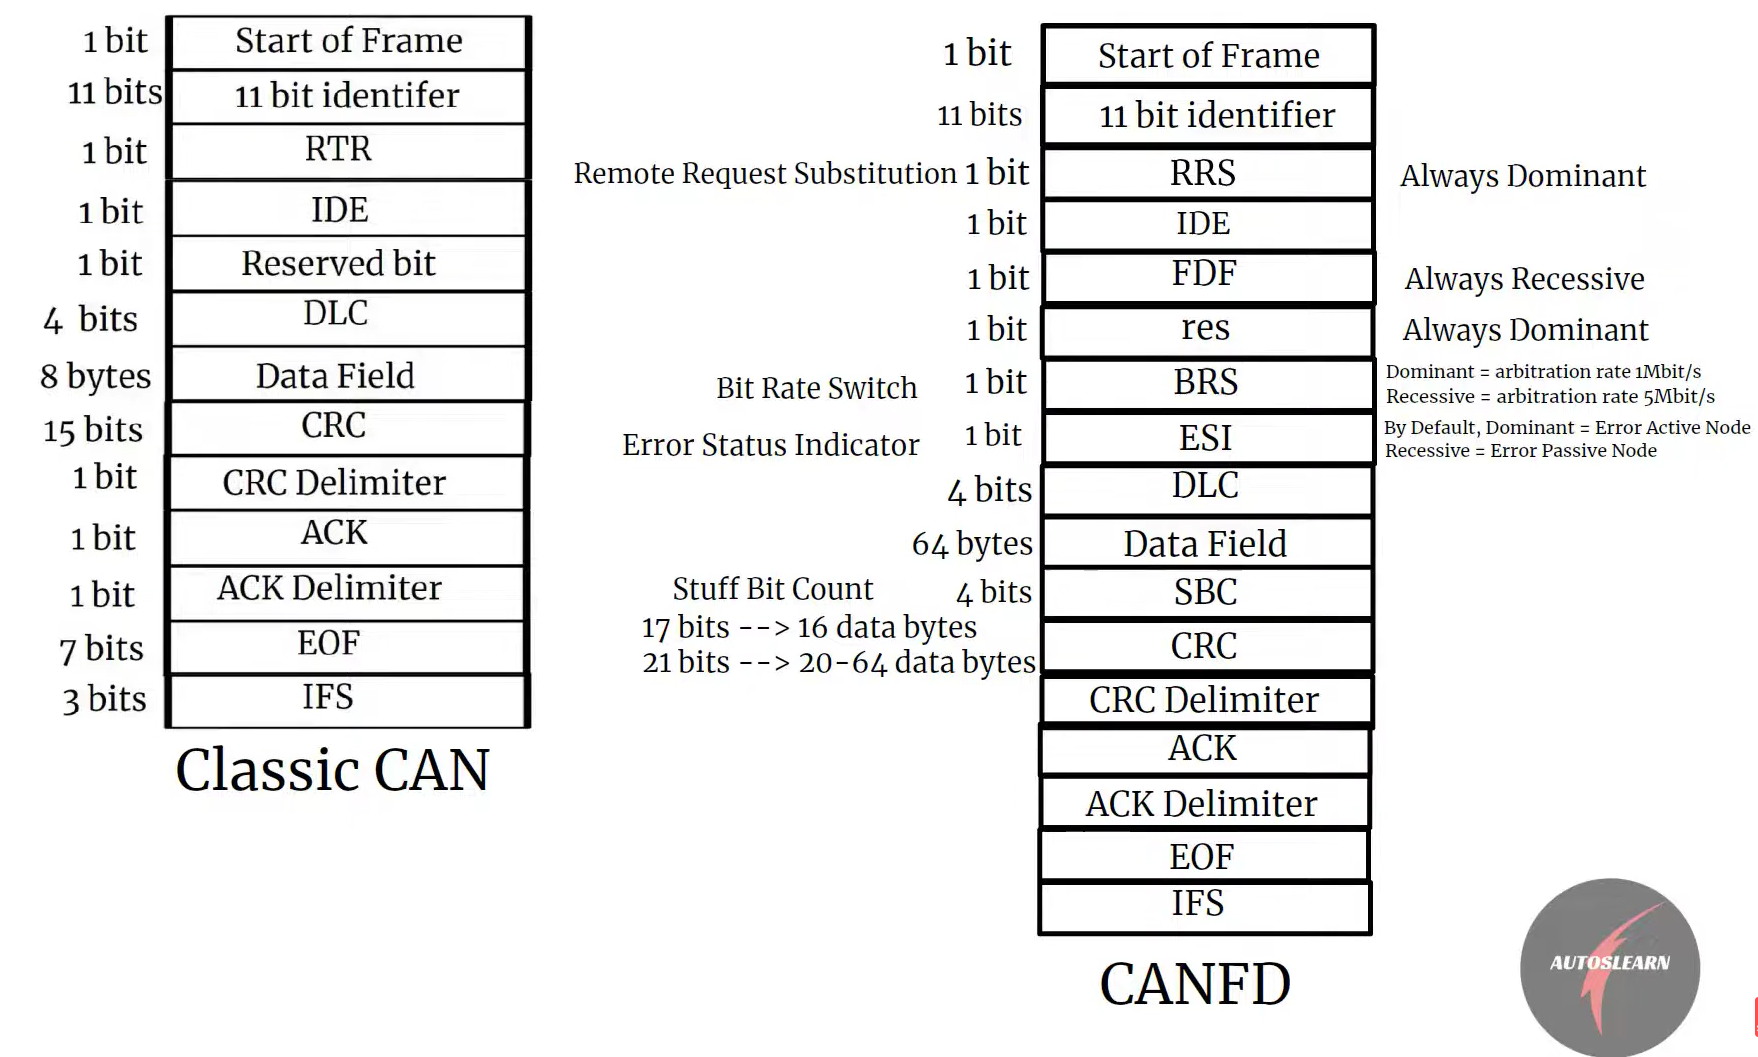 1 bit Start of Frame
11 bits 11 bit identifer
1 bit RTR
1 bit IDE
1 bit Reserved bit
4 bits DLC
8 bytes Data Field
15 bits CRC
1 bit CRC Delimiter
1 bit ACK
1 bit ACK Delimiter
7 bits EOF
3 bits IFS
Classic CAN
1 bit Start of Frame
11 bits 11 bit identifier
Remote Request Substitution 1 bit RRS Always Dominant
1 bit IDE
1 bit FDF Always Recessive
1 bit res Always Dominant
Bit Rate Switch 1 bit BRS Dominant = arbitration rate 1Mbit/s
Recessive = arbitration rate 5Mbit/s
Error Status Indicator 1 bit ESI By Default, Dominant = Error Active Node
Recessive = Error Passive Node
4 bits DLC
64 bytes Data Field
Stuff Bit Count 4 bits SBC
17 bits --> 16 data bytes
21 bits --> 20-64 data bytes
CRC
CRC Delimiter
ACK
ACK Delimiter
EOF
IFS
CANFD
AUTOSLEARN